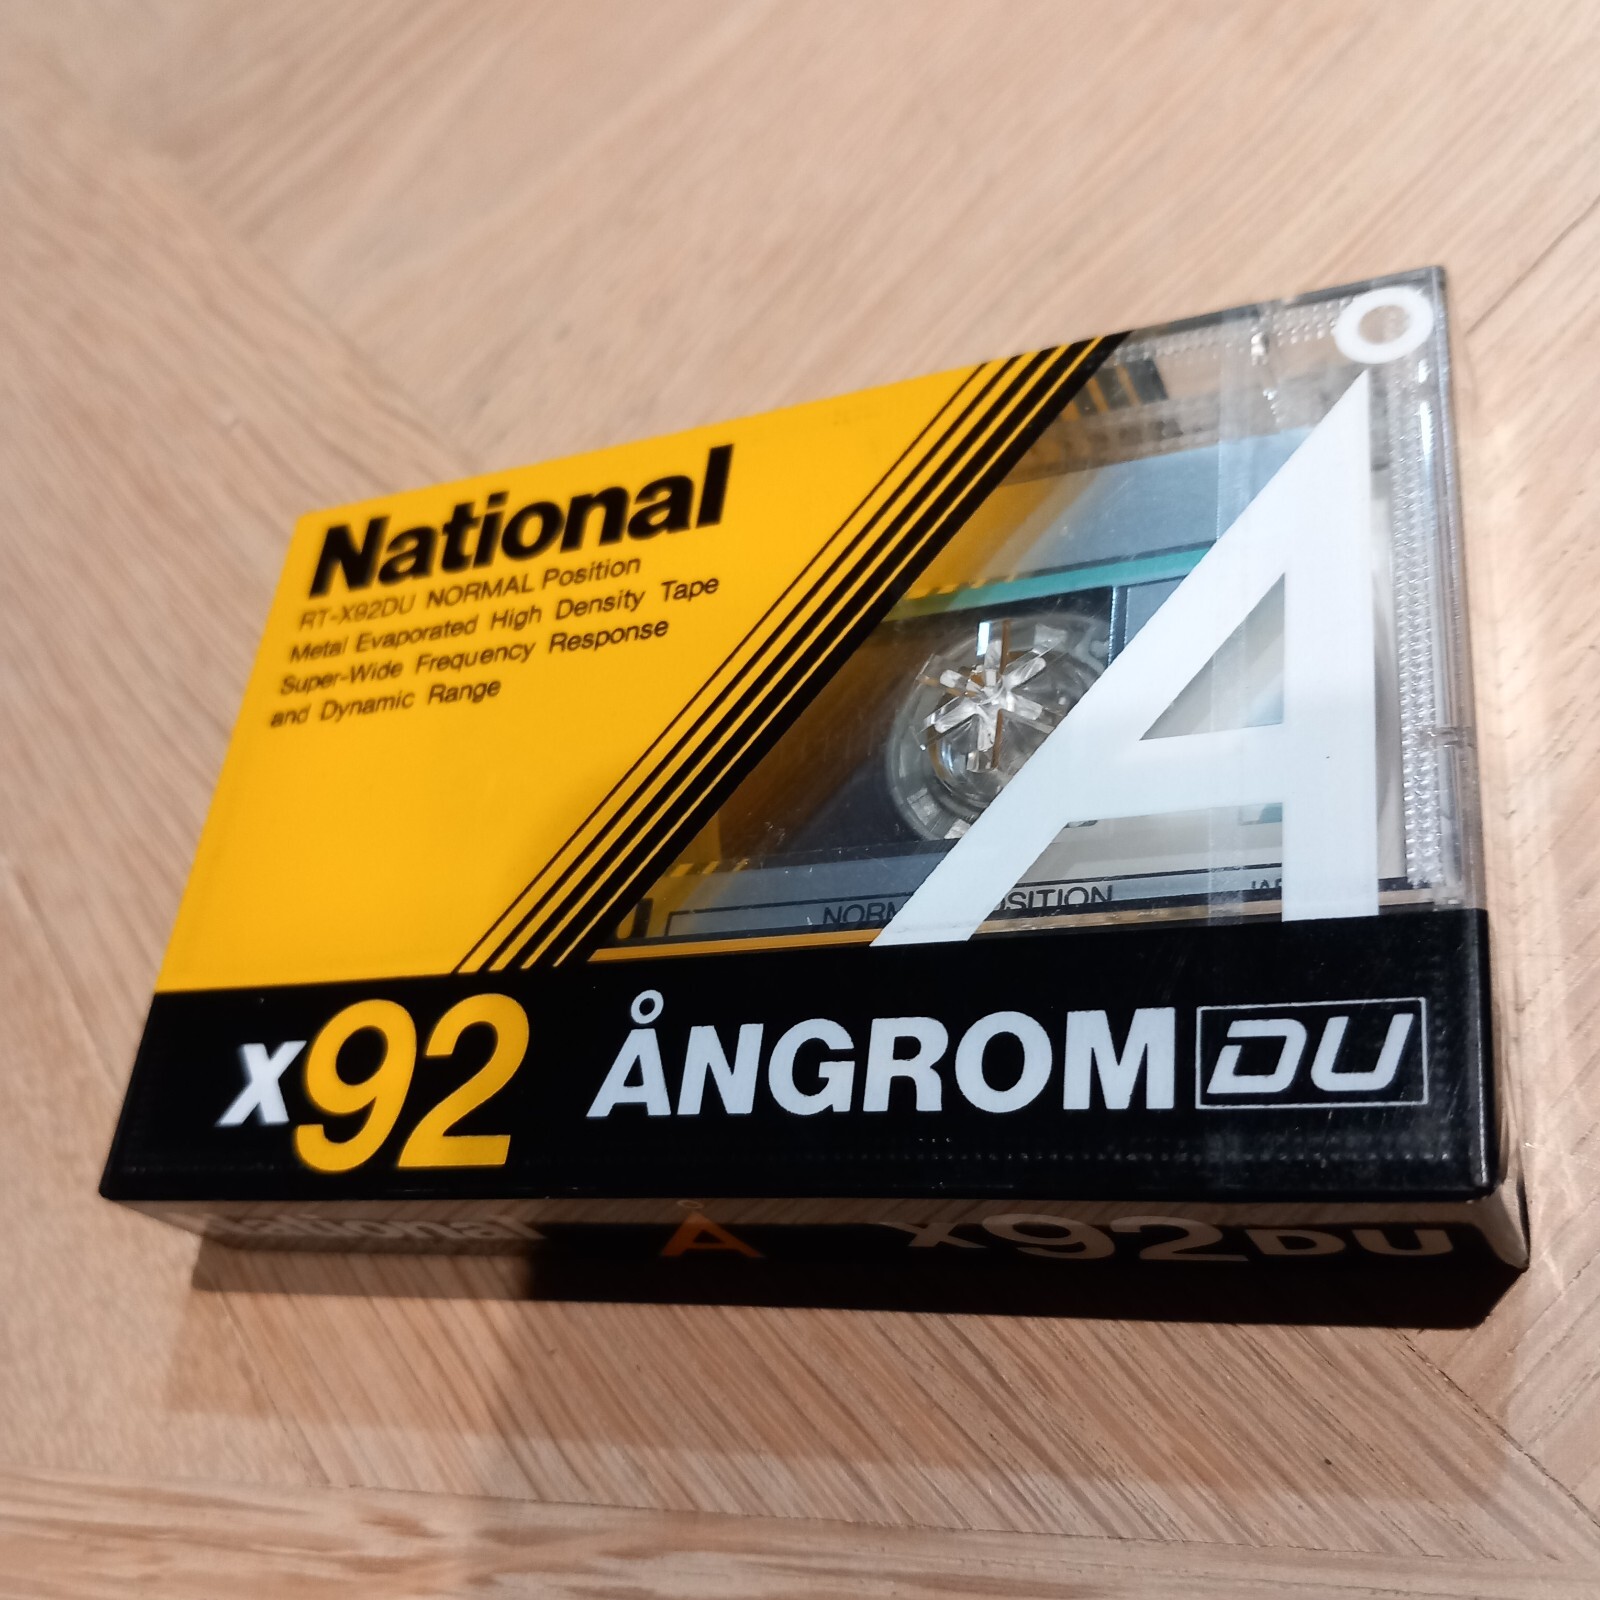 National
RT-X92DU NORMAL Position
Metal Evaporated High Density Tape
Super-Wide Frequency Response
and Dynamic Range
Å
POSITION
x92 ÅNGROM DU
National Å x92DU